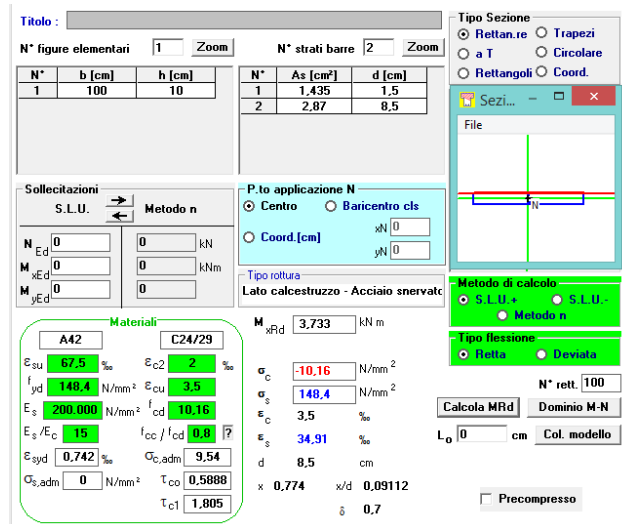 Titolo :
N* figure elementari 1 Zoom
N* strati barre 2 Zoom
N* b [cm] h [cm]
1 100 10
N* As [cm²] d [cm]
1 1,435 1,5
2 2,87 8,5
Tipo Sezione
Rettan.re Trapezi
a T Circolare
Rettangoli Coord.
Sezi...
File
N
Sollecitazioni
S.L.U. Metodo n
N Ed 0 0 kN
M xEd 0 0 kNm
M yEd 0 0
P.to applicazione N
Centro Baricentro cls
Coord.[cm] xN 0
yN 0
Tipo rottura
Lato calcestruzzo - Acciaio snervato
Metodo di calcolo
S.L.U.+ S.L.U.-
Metodo n
Tipo flessione
Retta Deviata
Materiali
A42 C24/29
εsu 67,5 ‰ εc2 2 ‰
fyd 148,4 N/mm² εcu 3,5
Es 200.000 N/mm² fcd 10,16
Es/Ec 15 fcc / fcd 0,8 ?
εsyd 0,742 ‰ σc,adm 9,54
σs,adm 0 N/mm² τco 0,5888
τc1 1,805
MxRd 3,733 kN m
σc -10,16 N/mm²
σs 148,4 N/mm²
εc 3,5 ‰
εs 34,91 ‰
d 8,5 cm
x 0,774 x/d 0,09112
δ 0,7
N* rett. 100
Calcola MRd Dominio M-N
Lo 0 cm Col. modello
Precompresso